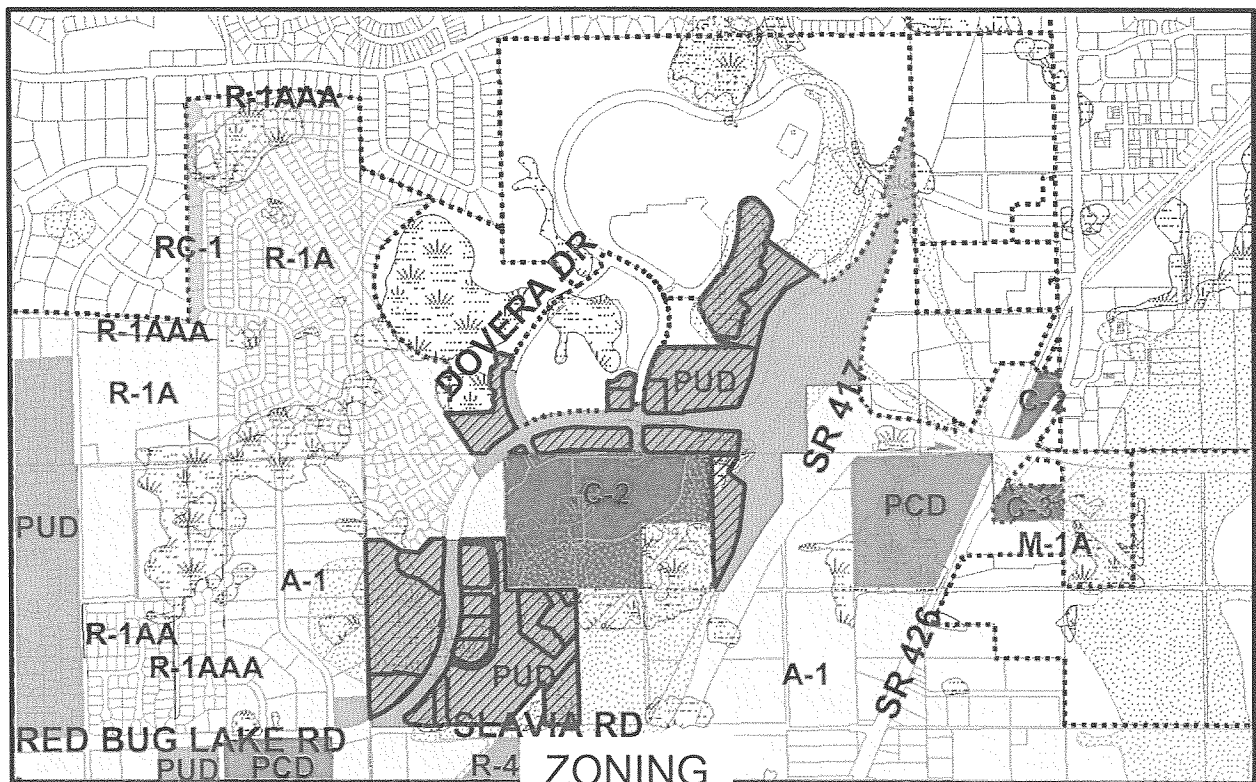 R-1AAA
RC-1
R-1A
DOVERA DR
R-1AAA
R-1A
PUD
SR 417
C-2
C-2
PCD
C-3
PUD
M-1A
A-1
R-1AA
R-1AAA
PUD
A-1
SR 426
RED BUG LAKE RD
SLAVIA RD
PUD
PCD
R-4
ZONING